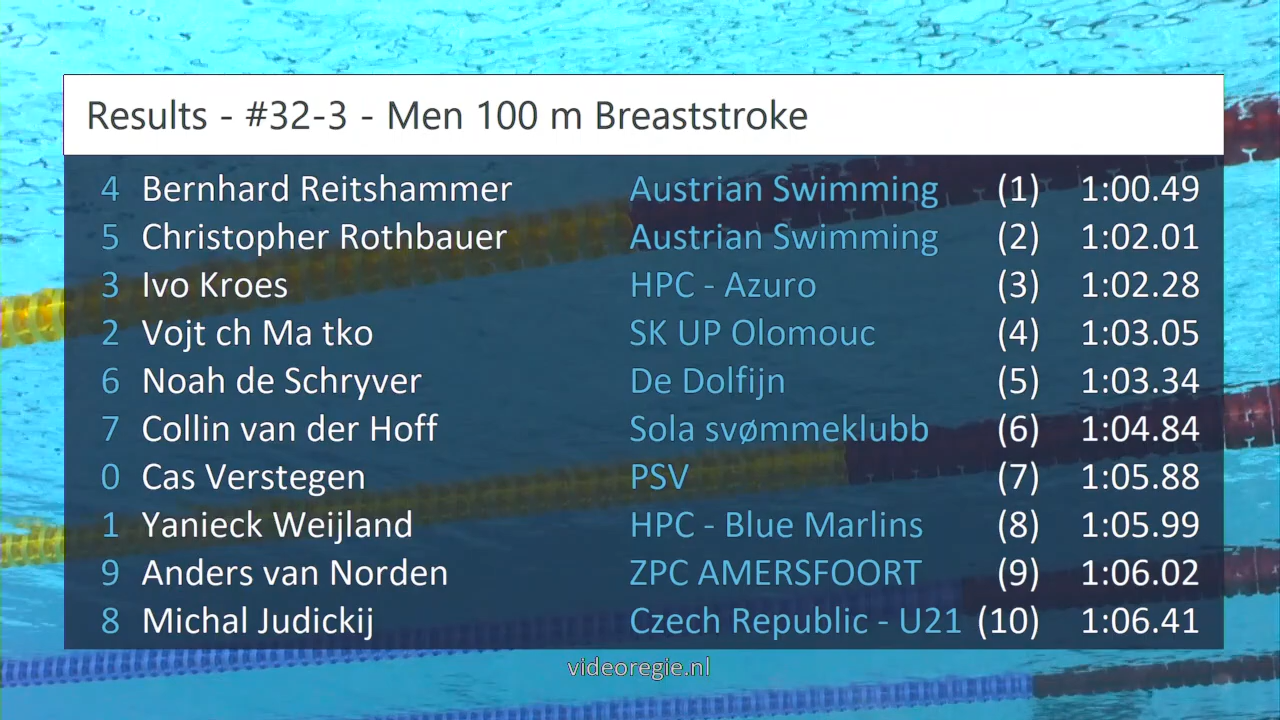 Results - #32-3 - Men 100 m Breaststroke
4 Bernhard Reitshammer Austrian Swimming (1) 1:00.49
5 Christopher Rothbauer Austrian Swimming (2) 1:02.01
3 Ivo Kroes HPC - Azuro (3) 1:02.28
2 Vojt ch Ma tko SK UP Olomouc (4) 1:03.05
6 Noah de Schryver De Dolfijn (5) 1:03.34
7 Collin van der Hoff Sola svømmeklubb (6) 1:04.84
0 Cas Verstegen PSV (7) 1:05.88
1 Yanieck Weijland HPC - Blue Marlins (8) 1:05.99
9 Anders van Norden ZPC AMERSFOORT (9) 1:06.02
8 Michal Judickij Czech Republic - U21 (10) 1:06.41
videoregie.nl